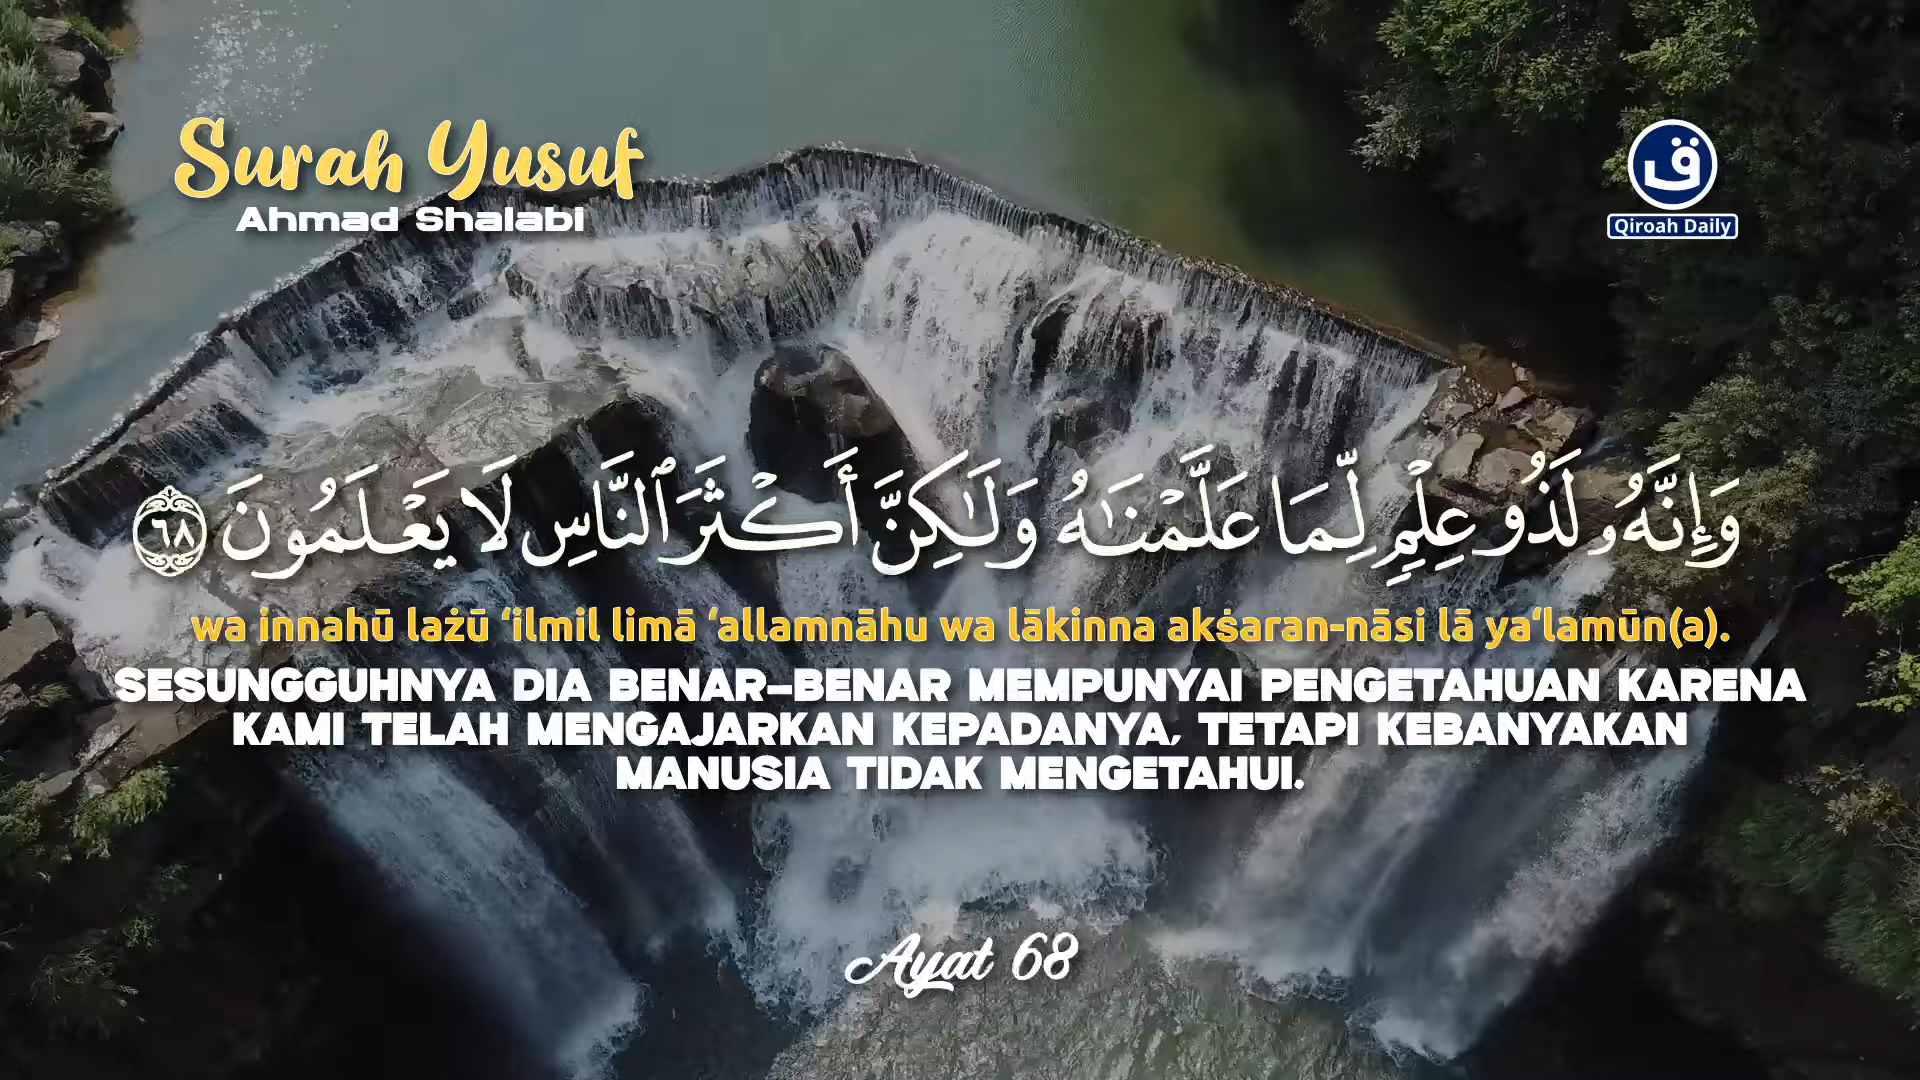 Surah Yusuf
Ahmad Shalabi
ق
Qiroah Daily
وَإِنَّهُۥ لَذُو عِلْمٍ لِّمَا عَلَّمْنَـٰهُ وَلَـٰكِنَّ أَكْثَرَ ٱلنَّاسِ لَا يَعْلَمُونَ ٦٨
wa innahū lażū ‘ilmil limā ‘allamnāhu wa lākinna akṡaran-nāsi lā ya‘lamūn(a).
SESUNGGUHNYA DIA BENAR-BENAR MEMPUNYAI PENGETAHUAN KARENA
KAMI TELAH MENGAJARKAN KEPADANYA, TETAPI KEBANYAKAN
MANUSIA TIDAK MENGETAHUI.
Ayat 68